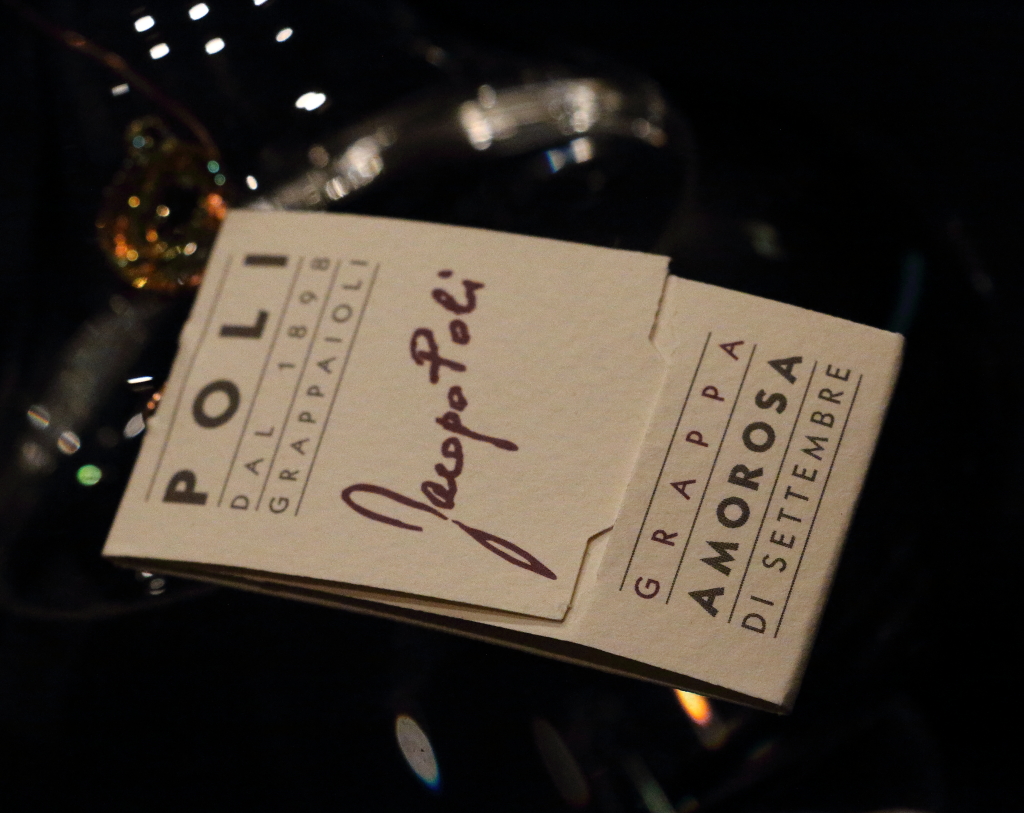 POLI
DAL 1898
GRAPPAIOLI
Jacopo Poli
GRAPPA
AMOROSA
DI SETTEMBRE